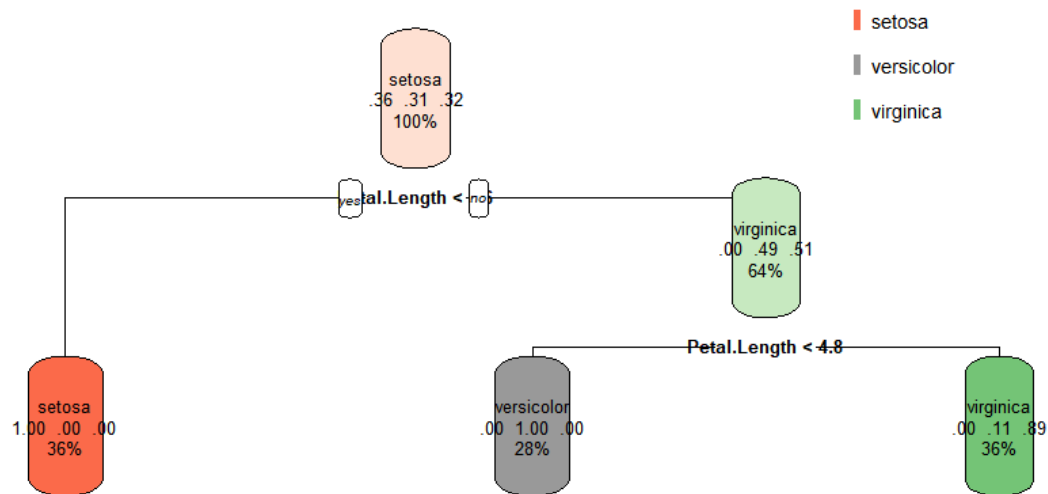 setosa
versicolor
virginica
setosa
.36 .31 .32
100%
yes
tal.Length <
no
virginica
.00 .49 .51
64%
Petal.Length < 4.8
setosa
1.00 .00 .00
36%
versicolor
.00 1.00 .00
28%
virginica
.00 .11 .89
36%